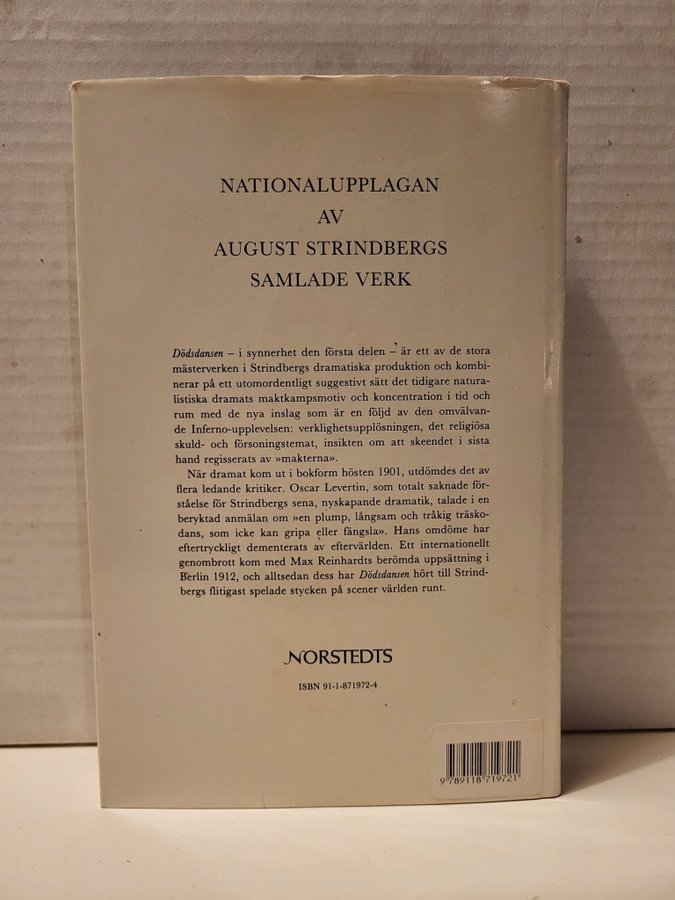 NATIONALUPPLAGAN
AV
AUGUST STRINDBERGS
SAMLADE VERK
Dödsdansen – i synnerhet den första delen – är ett av de stora
mästerverken i Strindbergs dramatiska produktion och kombi-
nerar på ett utomordentligt suggestivt sätt det tidigare natura-
listiska dramats maktkampsmotiv och koncentration i tid och
rum med de nya inslag som är en följd av den omvälvan-
de Inferno-upplevelsen: verklighetsupplösningen, det religiösa
skuld- och försoningstemat, insikten om att skeendet i sista
hand regisserats av »makterna».
När dramat kom ut i bokform hösten 1901, utdömdes det av
flera ledande kritiker. Oscar Levertin, som totalt saknade för-
ståelse för Strindbergs sena, nyskapande dramatik, talade i en
beryktad anmälan om »en plump, långsam och tråkig träsko-
dans, som icke kan gripa eller fängsla». Hans omdöme har
eftertryckligt dementerats av eftervärlden. Ett internationellt
genombrott kom med Max Reinhardts berömda uppsättning i
Berlin 1912, och alltsedan dess har Dödsdansen hört till Strind-
bergs flitigast spelade stycken på scener världen runt.
NORSTEDTS
ISBN 91-1-871972-4
9 789118 719721